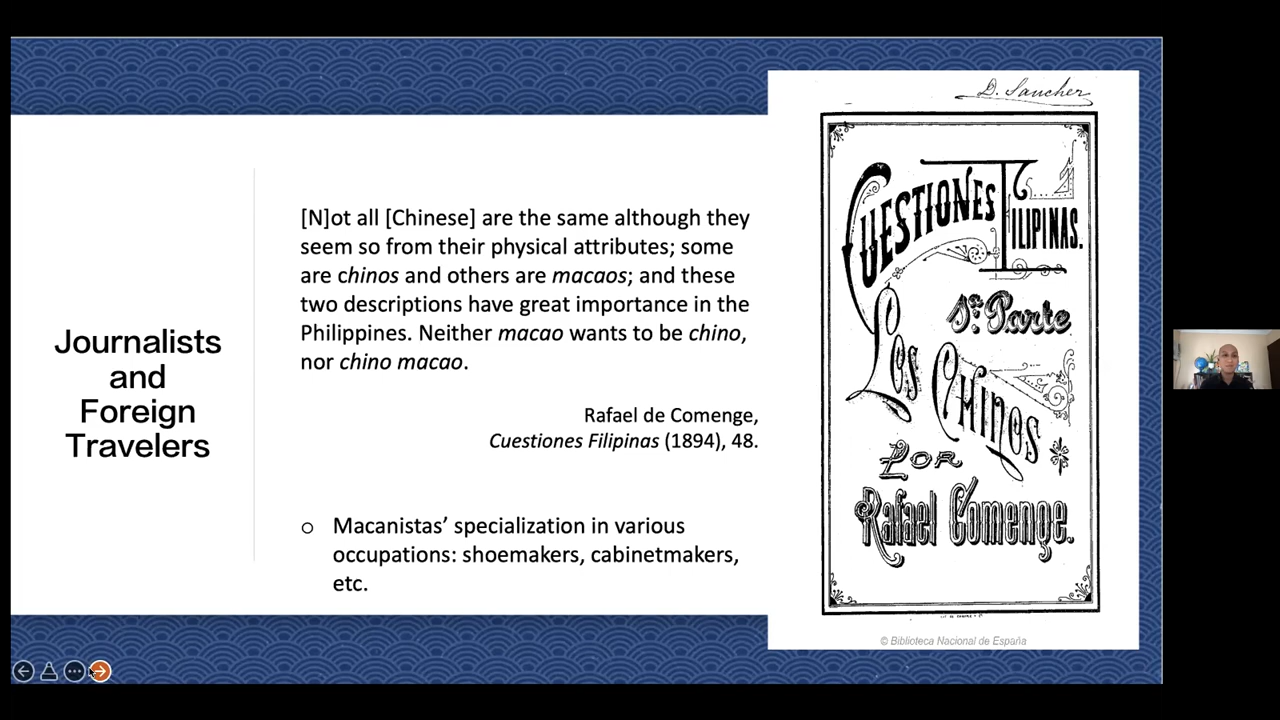 Journalists
and
Foreign
Travelers
[N]ot all [Chinese] are the same although they
seem so from their physical attributes; some
are chinos and others are macaos; and these
two descriptions have great importance in the
Philippines. Neither macao wants to be chino,
nor chino macao.
Rafael de Comenge,
Cuestiones Filipinas (1894), 48.
o Macanistas’ specialization in various
occupations: shoemakers, cabinetmakers,
etc.
CUESTIONES
FILIPINAS.
Parte
Los CHINOS
POR
Rafael Comenge.
© Biblioteca Nacional de España